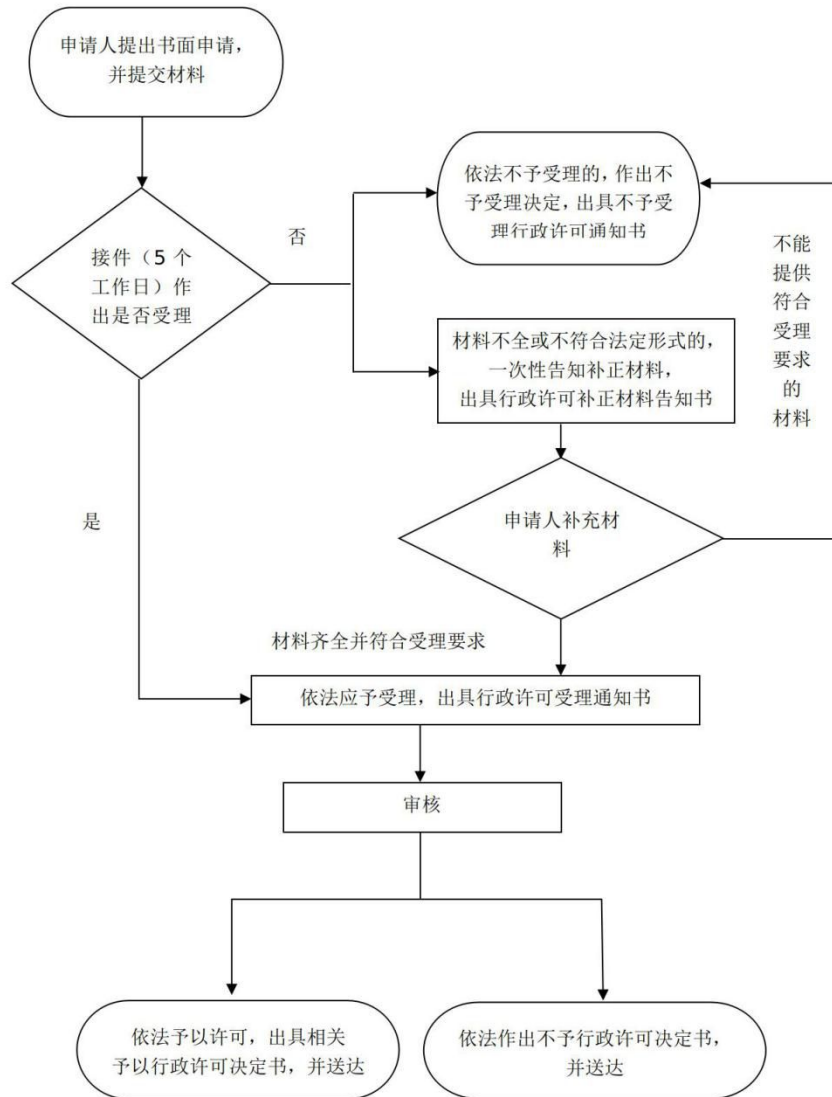 申请人提出书面申请，
并提交材料
依法不予受理的，作出不
予受理决定，出具不予受
理行政许可通知书
否
接件（5 个
工作日）作
出是否受理
不能
提供
符合
受理
要求
的
材料
材料不全或不符合法定形式的，
一次性告知补正材料，
出具行政许可补正材料告知书
是
申请人补充材
料
材料齐全并符合受理要求
依法应予受理，出具行政许可受理通知书
审核
依法予以许可，出具相关
予以行政许可决定书，并送达
依法作出不予行政许可决定书，
并送达